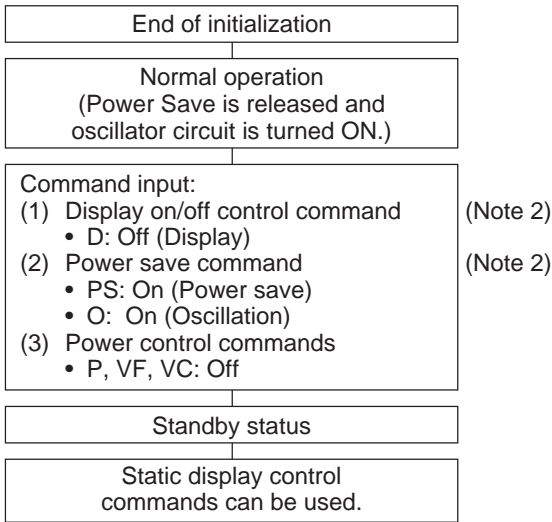 End of initialization
Normal operation
(Power Save is released and
oscillator circuit is turned ON.)
Command input:
(1) Display on/off control command (Note 2)
• D: Off (Display)
(2) Power save command (Note 2)
• PS: On (Power save)
• O: On (Oscillation)
(3) Power control commands
• P, VF, VC: Off
Standby status
Static display control
commands can be used.